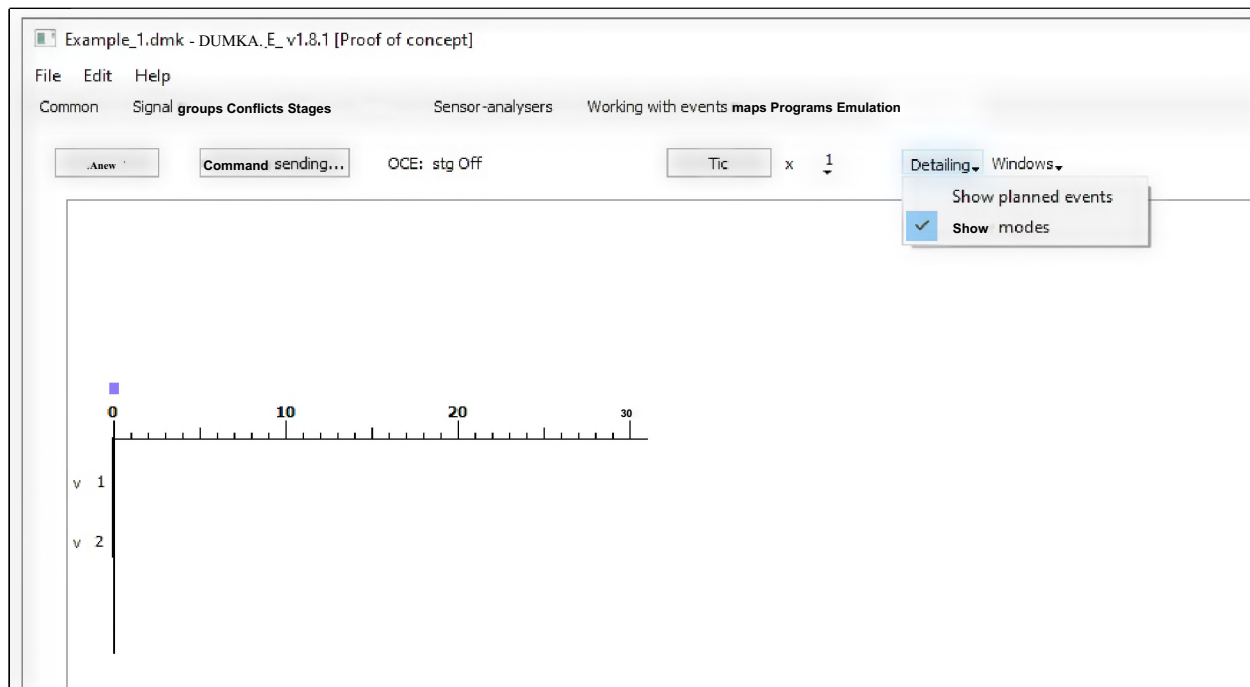 Example_1.dmk - DUMKA._E_ v1.8.1 [Proof of concept]
File Edit Help
Common Signal groups Conflicts Stages Sensor-analysers Working with events maps Programs Emulation
.Anew Command sending... OCE: stg Off Tic x 1 Detailing Windows
Show planned events
Show modes
0 10 20 30
v 1
v 2